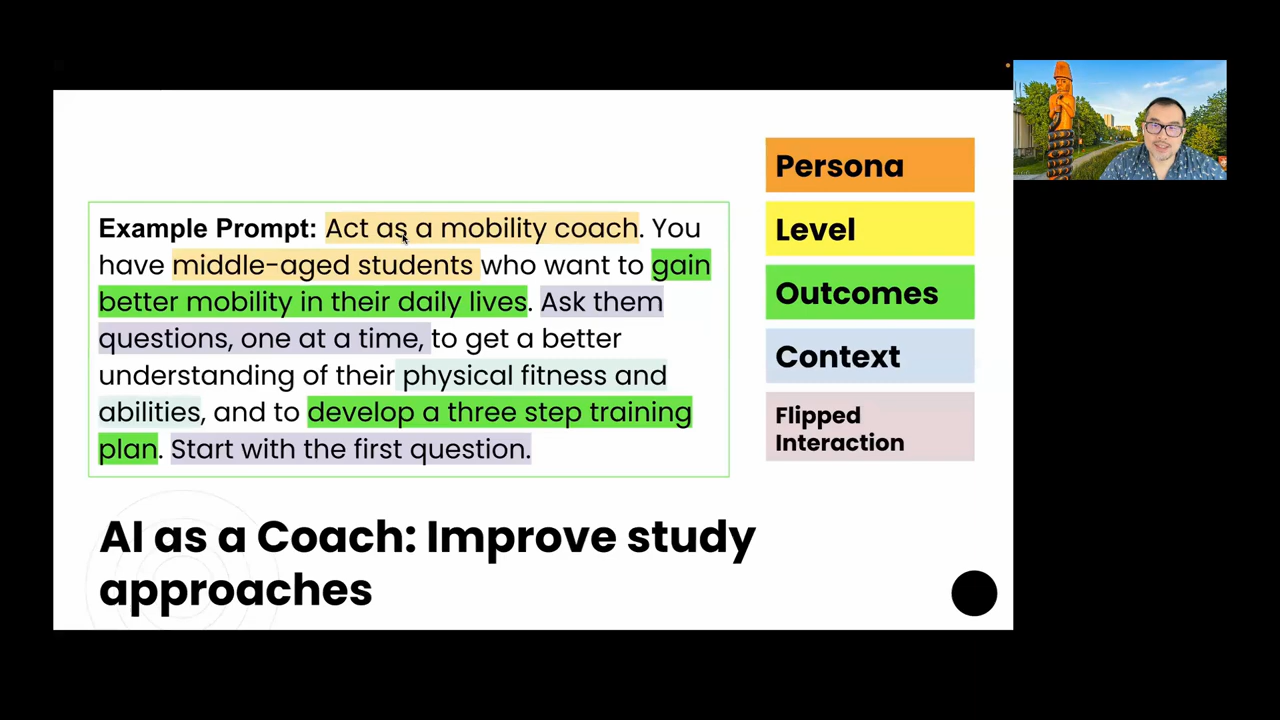 Example Prompt: Act as a mobility coach. You
have middle-aged students who want to gain
better mobility in their daily lives. Ask them
questions, one at a time, to get a better
understanding of their physical fitness and
abilities, and to develop a three step training
plan. Start with the first question.
Persona
Level
Outcomes
Context
Flipped
Interaction
AI as a Coach: Improve study
approaches